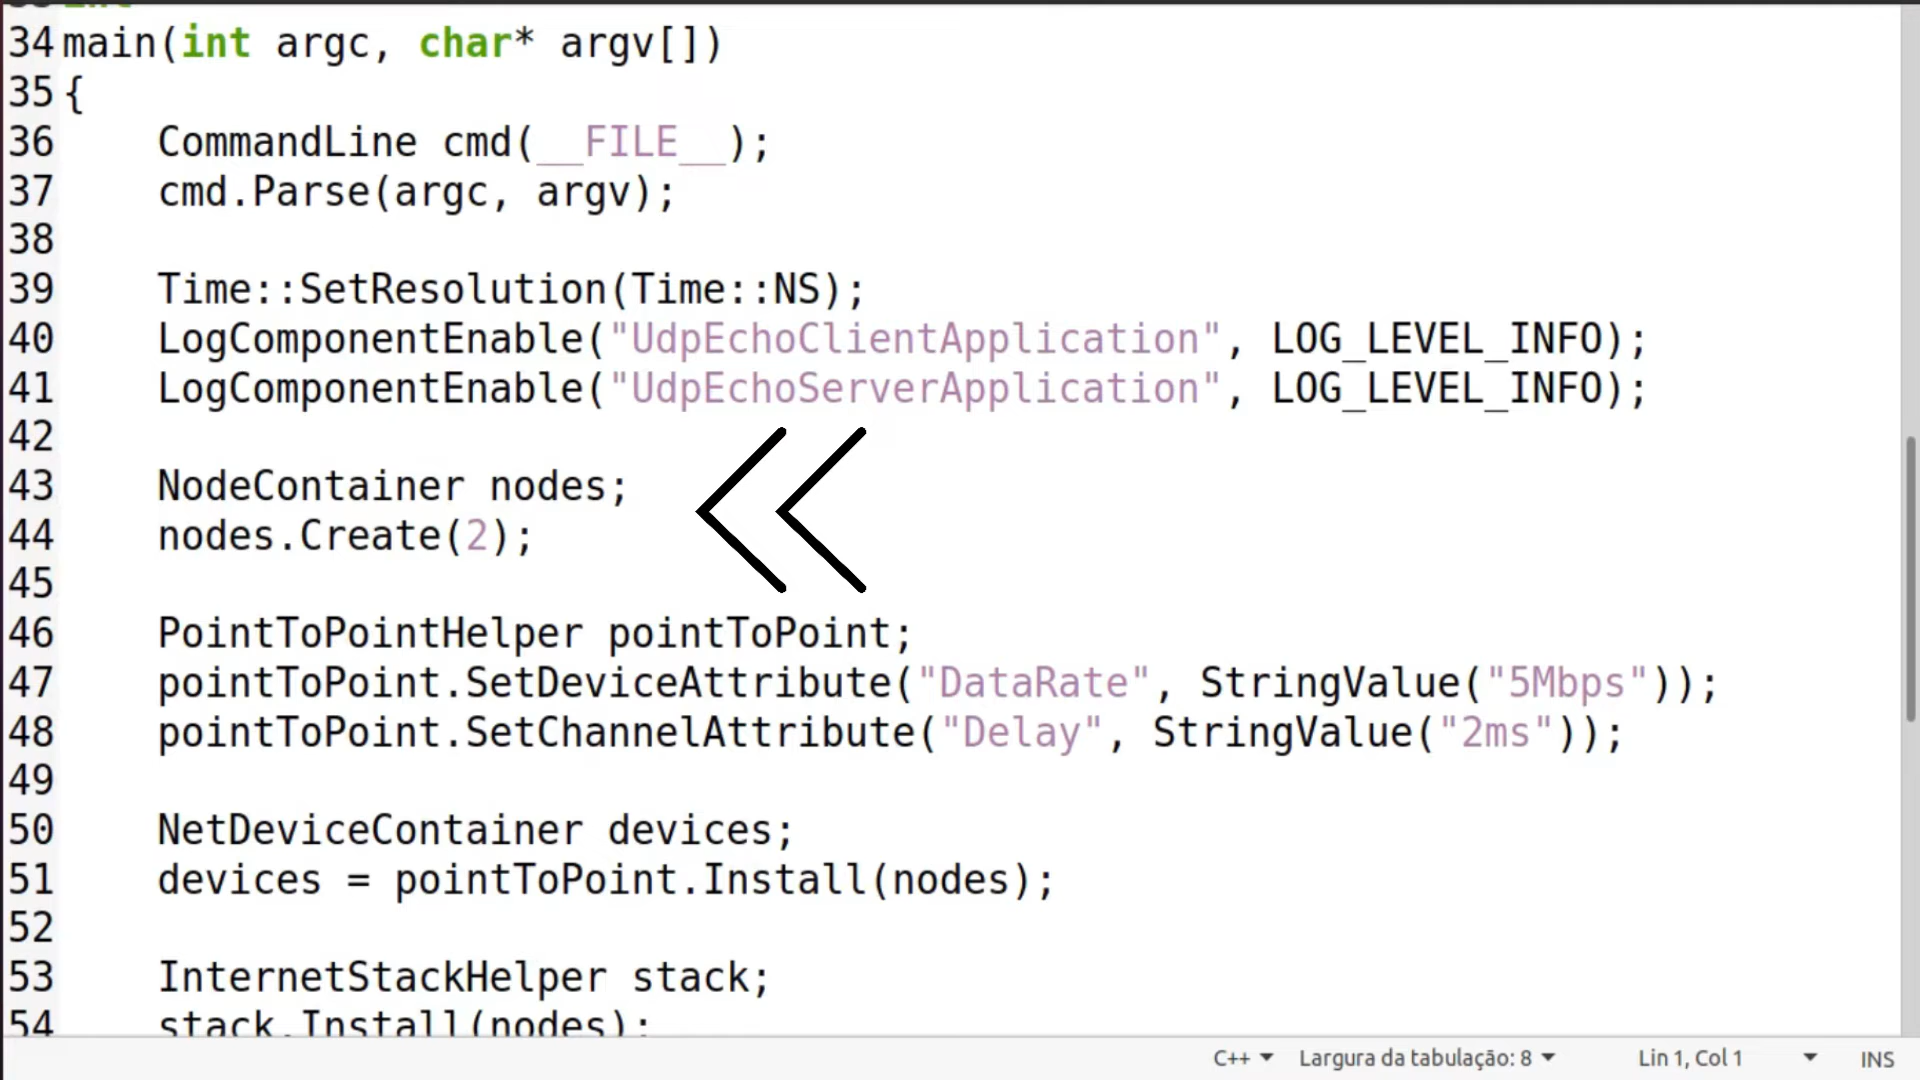 34 main(int argc, char* argv[])
35 {
36     CommandLine cmd(__FILE__);
37     cmd.Parse(argc, argv);
38
39     Time::SetResolution(Time::NS);
40     LogComponentEnable("UdpEchoClientApplication", LOG_LEVEL_INFO);
41     LogComponentEnable("UdpEchoServerApplication", LOG_LEVEL_INFO);
42
43     NodeContainer nodes;
44     nodes.Create(2);
45
46     PointToPointHelper pointToPoint;
47     pointToPoint.SetDeviceAttribute("DataRate", StringValue("5Mbps"));
48     pointToPoint.SetChannelAttribute("Delay", StringValue("2ms"));
49
50     NetDeviceContainer devices;
51     devices = pointToPoint.Install(nodes);
52
53     InternetStackHelper stack;
54     stack.Install(nodes);
C++ Largura da tabulação: 8 Lin 1, Col 1 INS